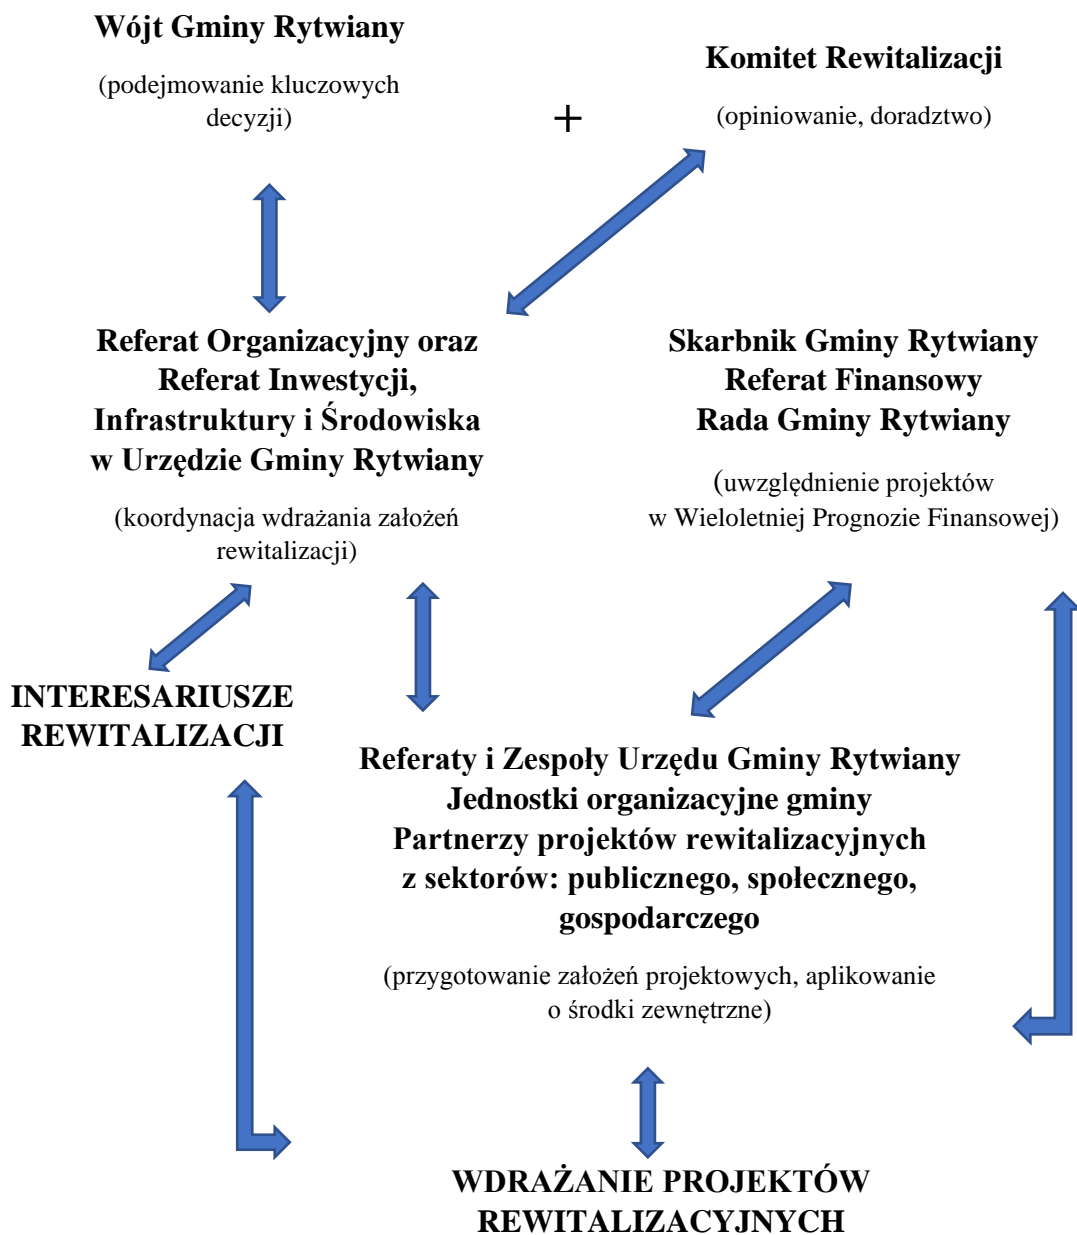 Wójt Gminy Rytwiany
(podejmowanie kluczowych
decyzji)
+
Komitet Rewitalizacji
(opiniowanie, doradztwo)
Referat Organizacyjny oraz
Referat Inwestycji,
Infrastruktury i Środowiska
w Urzędzie Gminy Rytwiany
(koordynacja wdrażania założeń
rewitalizacji)
Skarbnik Gminy Rytwiany
Referat Finansowy
Rada Gminy Rytwiany
(uwzględnienie projektów
w Wieloletniej Prognozie Finansowej)
INTERESARIUSZE
REWITALIZACJI
Referaty i Zespoły Urzędu Gminy Rytwiany
Jednostki organizacyjne gminy
Partnerzy projektów rewitalizacyjnych
z sektorów: publicznego, społecznego,
gospodarczego
(przygotowanie założeń projektowych, aplikowanie
o środki zewnętrzne)
WDRAŻANIE PROJEKTÓW
REWITALIZACYJNYCH